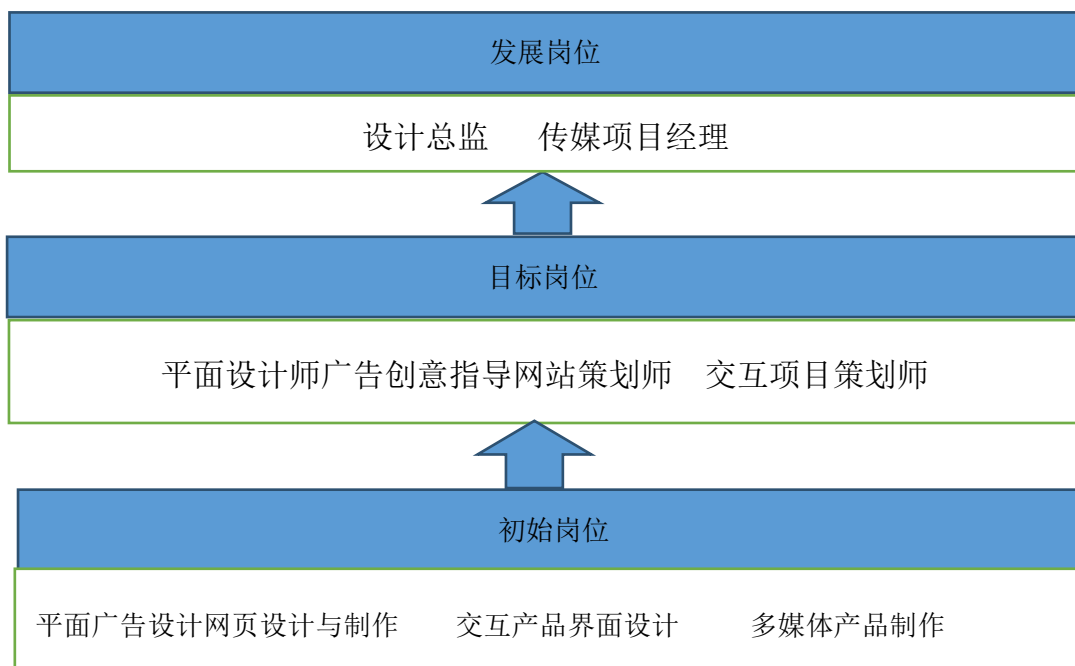 发展岗位
设计总监 传媒项目经理
目标岗位
平面设计师广告创意指导网站策划师 交互项目策划师
初始岗位
平面广告设计网页设计与制作 交互产品界面设计 多媒体产品制作